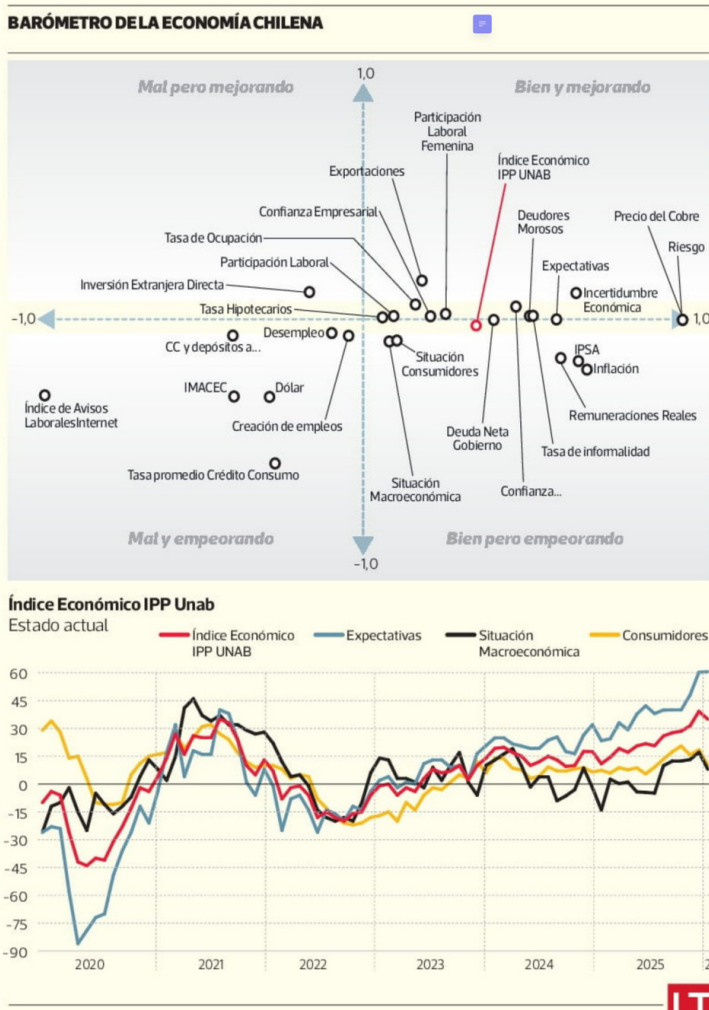 BARÓMETRO DE LA ECONOMÍA CHILENA
1,0
Mal pero mejorando
Bien y mejorando
Participación
Laboral
Femenina
Exportaciones
Índice Económico
IPP UNAB
Confianza Empresarial
Deudores
Morosos
Precio del Cobre
Tasa de Ocupación
Riesgo
Participación Laboral
Expectativas
Inversión Extranjera Directa
Incertidumbre
Económica
Tasa Hipotecarios
-1,0
1,0
Desempleo
CC y depósitos a...
Situación
Consumidores
IPSA
Inflación
IMACEC
Dólar
Índice de Avisos
LaboralesInternet
Creación de empleos
Remuneraciones Reales
Deuda Neta
Gobierno
Tasa de informalidad
Tasa promedio Crédito Consumo
Situación
Macroeconómica
Confianza...
Mal y empeorando
Bien pero empeorando
-1,0
Índice Económico IPP Unab
Estado actual
Índice Económico
IPP UNAB
Expectativas
Situación
Macroeconómica
Consumidores
60
45
30
15
0
-15
-30
-45
-60
-75
-90
2020
2021
2022
2023
2024
2025
2
LT